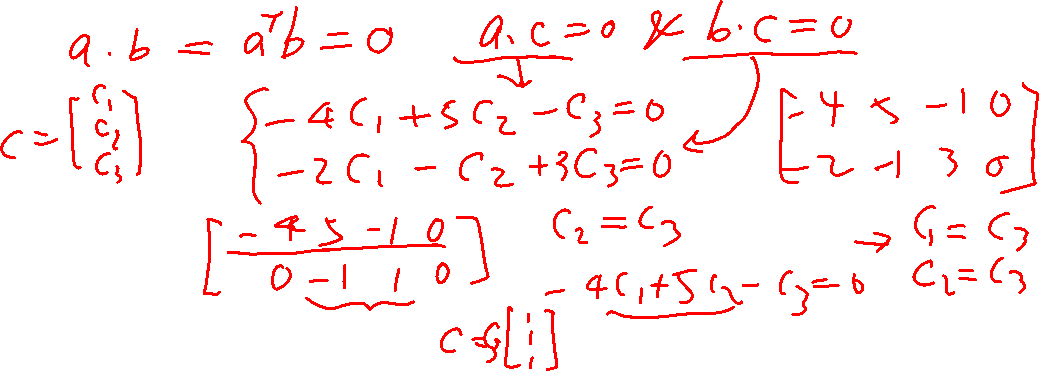 a · b = aᵀb = 0   a.c = 0 & b·c = 0
c = [c₁ c₂ c₃]   { -4c₁ + 5c₂ - c₃ = 0   [-4 5 -1 0
-2c₁ - c₂ + 3c₃ = 0   -2 -1 3 0]
[-4 5 -1 0   c₂ = c₃   → c₁ = c₃
0 -1 1 0]   -4c₁ + 5c₂ - c₃ = 0   c₂ = c₃
c = c₃ [1 1 1]